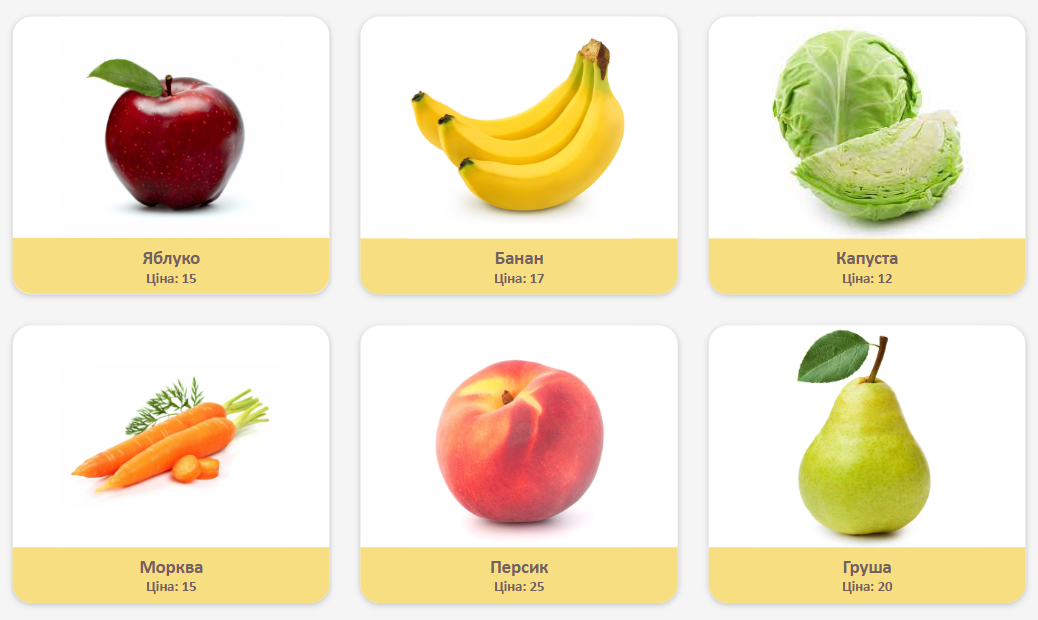 Яблуко
Ціна: 15
Банан
Ціна: 17
Капуста
Ціна: 12
Морква
Ціна: 15
Персик
Ціна: 25
Груша
Ціна: 20